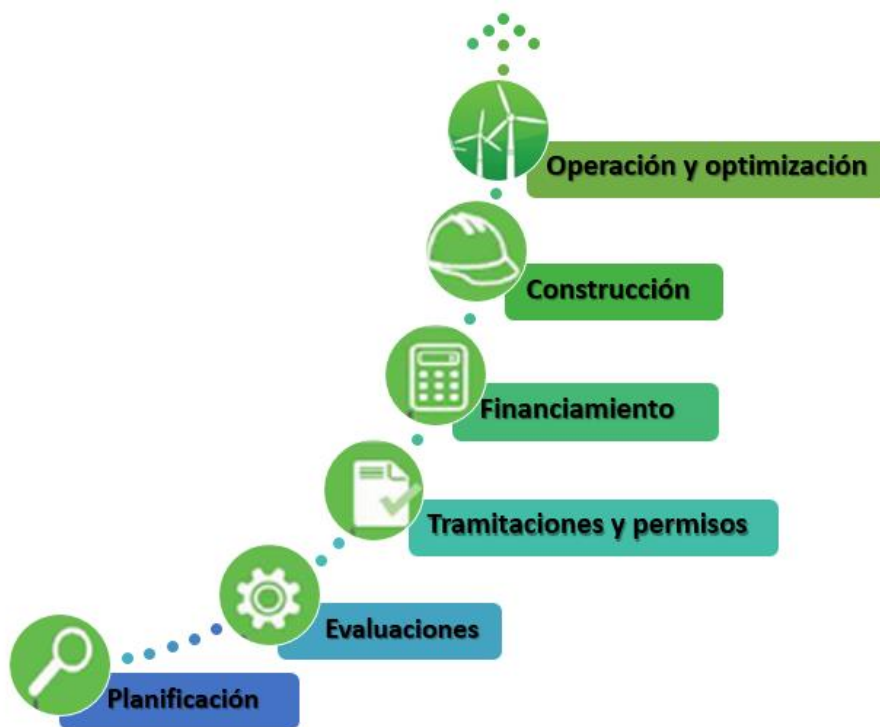 Operación y optimización
Construcción
Financiamiento
Tramitaciones y permisos
Evaluaciones
Planificación